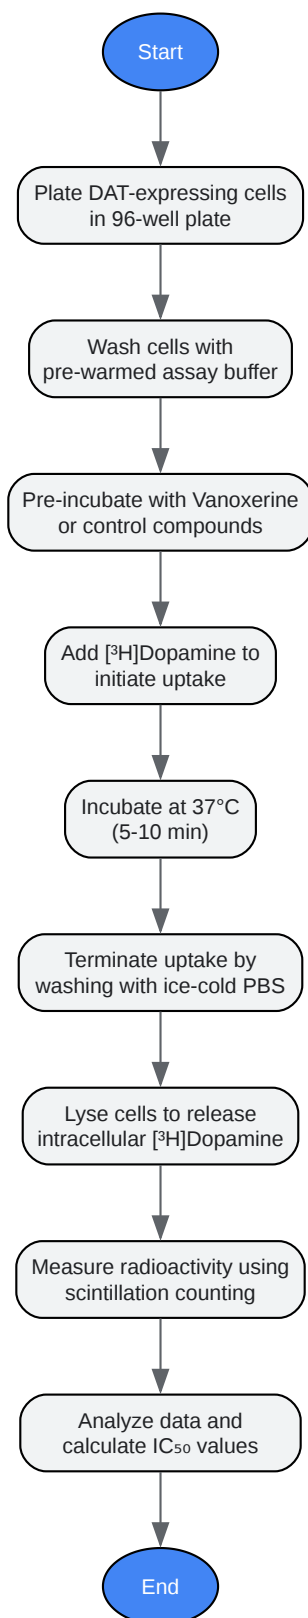 Start
Plate DAT-expressing cells
in 96-well plate
Wash cells with
pre-warmed assay buffer
Pre-incubate with Vanoxerine
or control compounds
Add [³H]Dopamine to
initiate uptake
Incubate at 37°C
(5-10 min)
Terminate uptake by
washing with ice-cold PBS
Lyse cells to release
intracellular [³H]Dopamine
Measure radioactivity using
scintillation counting
Analyze data and
calculate IC₅₀ values
End